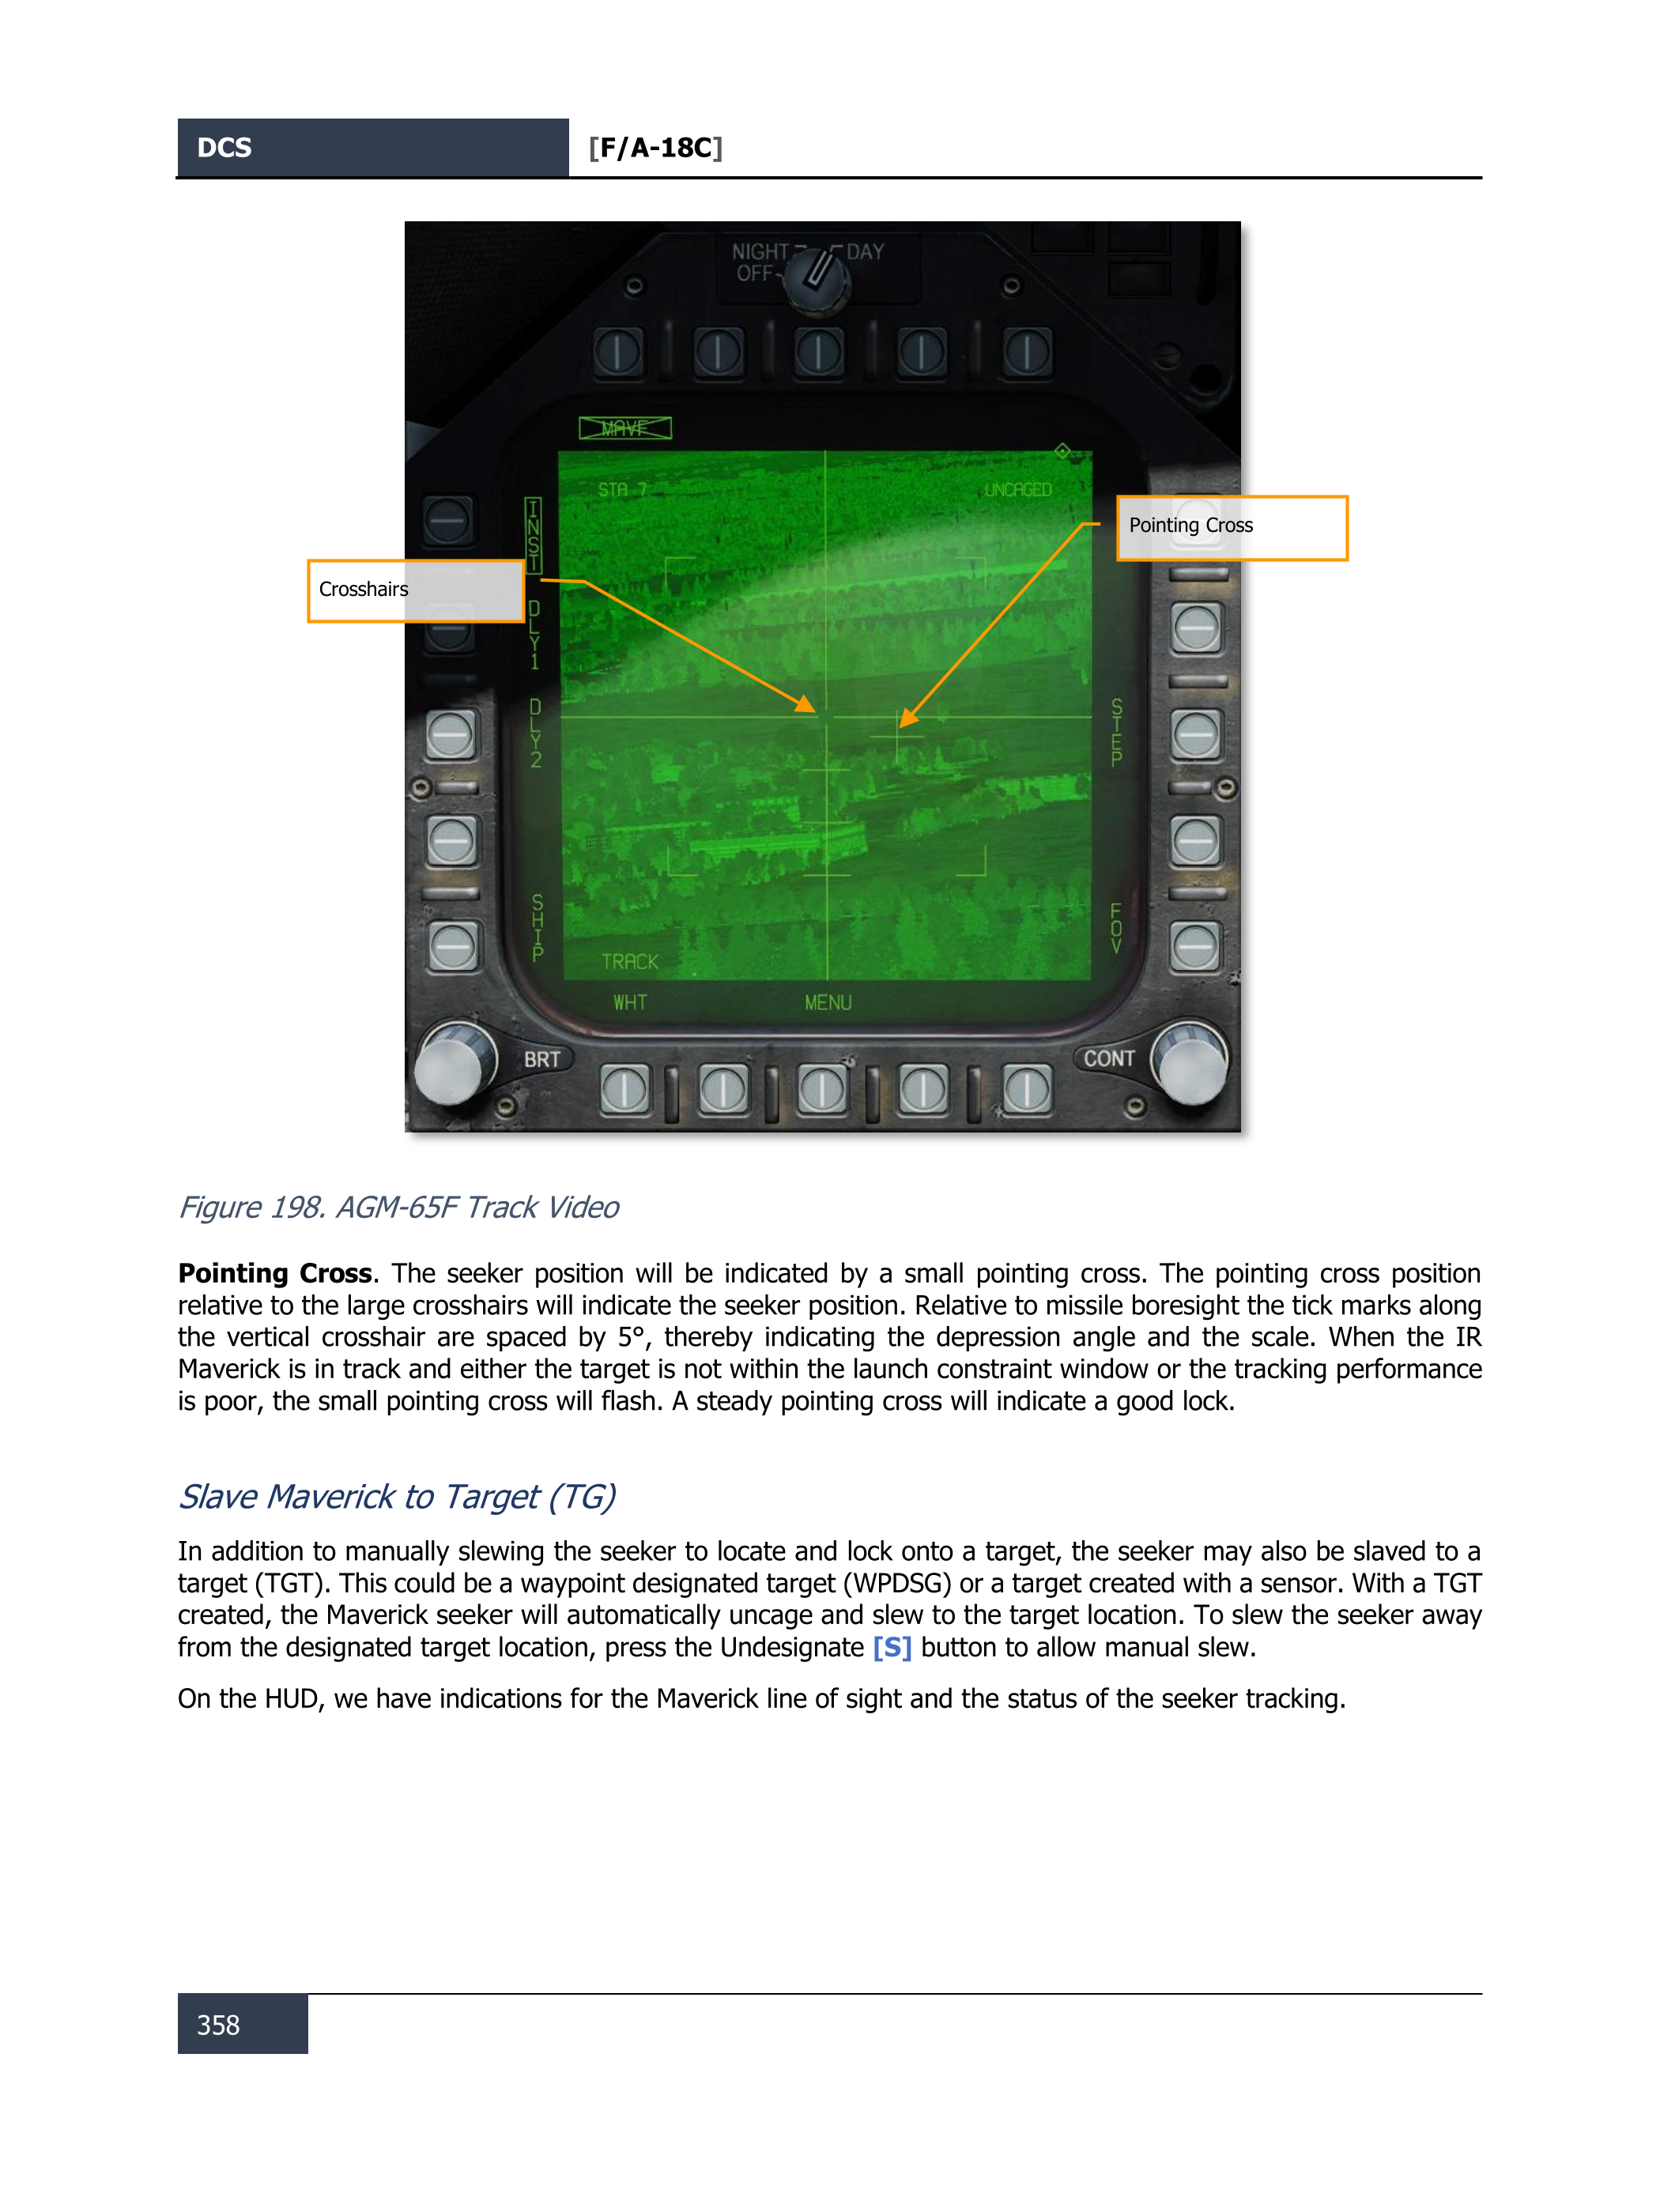 DCS [F/A-18C]
NIGHT DAY
OFF
MAVF
STA 7 UNCAGED
INST
Pointing Cross
Crosshairs
DLY1
DLY2
STEP
SHIP
FOV
TRACK
WHT MENU
BRT CONT
Figure 198. AGM-65F Track Video
Pointing Cross. The seeker position will be indicated by a small pointing cross. The pointing cross position
relative to the large crosshairs will indicate the seeker position. Relative to missile boresight the tick marks along
the vertical crosshair are spaced by 5°, thereby indicating the depression angle and the scale. When the IR
Maverick is in track and either the target is not within the launch constraint window or the tracking performance
is poor, the small pointing cross will flash. A steady pointing cross will indicate a good lock.
Slave Maverick to Target (TG)
In addition to manually slewing the seeker to locate and lock onto a target, the seeker may also be slaved to a
target (TGT). This could be a waypoint designated target (WPDSG) or a target created with a sensor. With a TGT
created, the Maverick seeker will automatically uncage and slew to the target location. To slew the seeker away
from the designated target location, press the Undesignate [S] button to allow manual slew.
On the HUD, we have indications for the Maverick line of sight and the status of the seeker tracking.
358